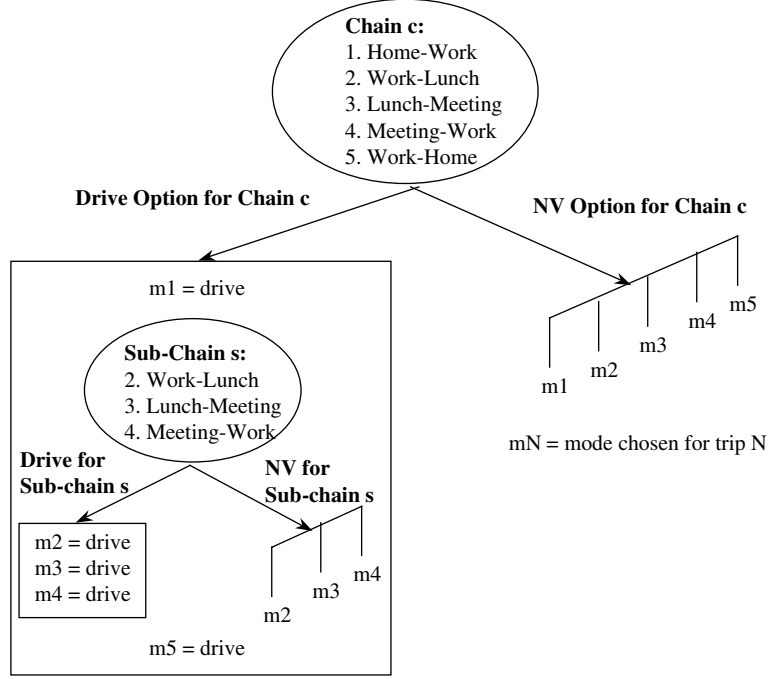 Chain c:
1. Home-Work
2. Work-Lunch
3. Lunch-Meeting
4. Meeting-Work
5. Work-Home
Drive Option for Chain c
NV Option for Chain c
m1 = drive
Sub-Chain s:
2. Work-Lunch
3. Lunch-Meeting
4. Meeting-Work
Drive for
Sub-chain s
NV for
Sub-chain s
m2 = drive
m3 = drive
m4 = drive
m2
m3
m4
m5 = drive
m1
m2
m3
m4
m5
mN = mode chosen for trip N